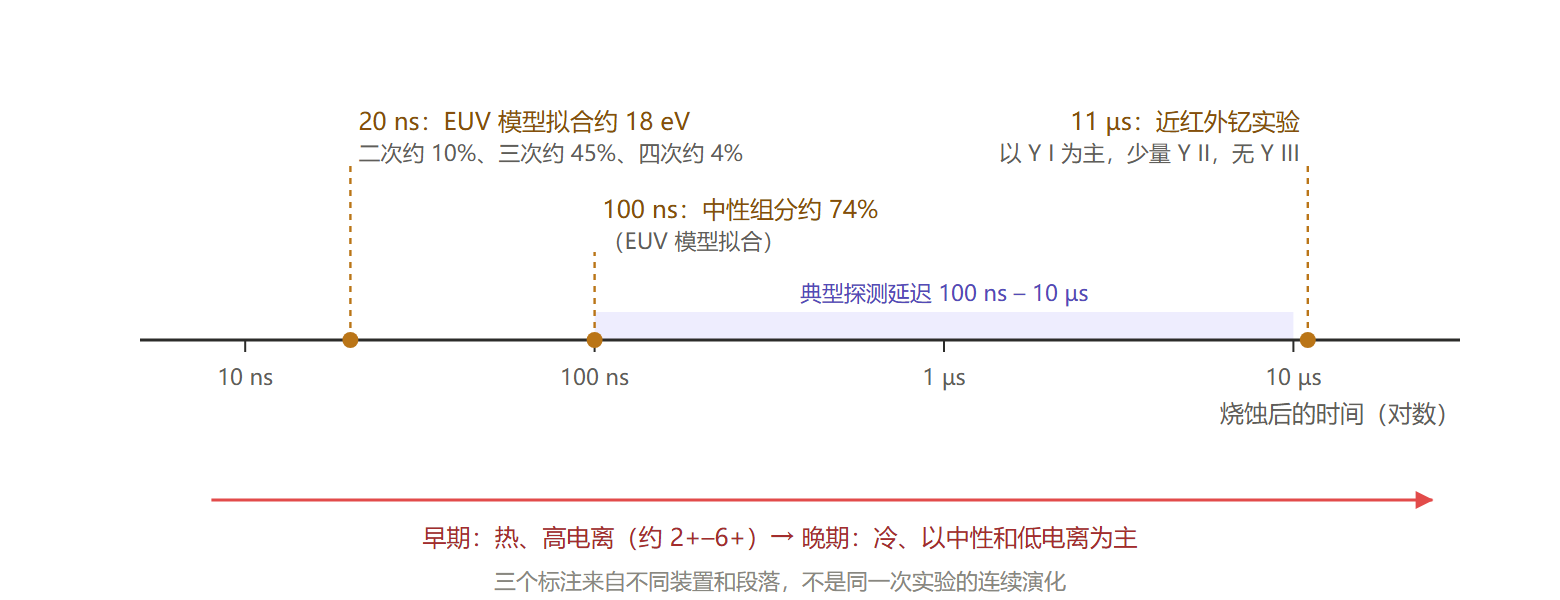 20 ns：EUV 模型拟合约 18 eV
二次约 10%、三次约 45%、四次约 4%
11 μs：近红外钇实验
以 Y I 为主，少量 Y II，无 Y III
100 ns：中性组分约 74%
（EUV 模型拟合）
典型探测延迟 100 ns – 10 μs
10 ns
100 ns
1 μs
10 μs
烧蚀后的时间（对数）
早期：热、高电离（约 2+–6+）→ 晚期：冷、以中性和低电离为主
三个标注来自不同装置和段落，不是同一次实验的连续演化